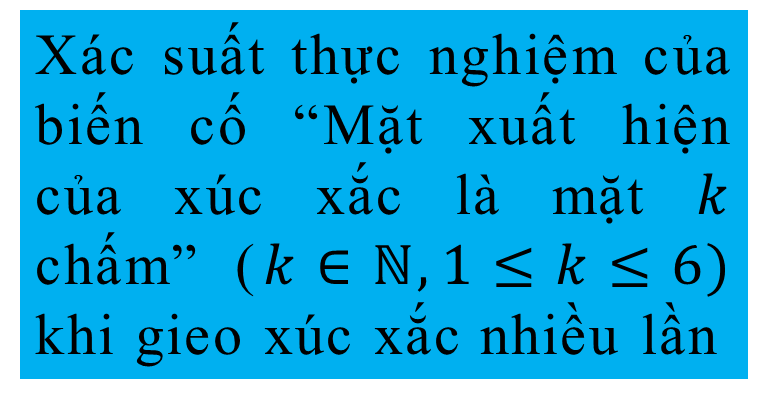 Xác suất thực nghiệm của
biến cố “Mặt xuất hiện
của xúc xắc là mặt k
chấm” (k ∈ ℕ, 1 ≤ k ≤ 6)
khi gieo xúc xắc nhiều lần